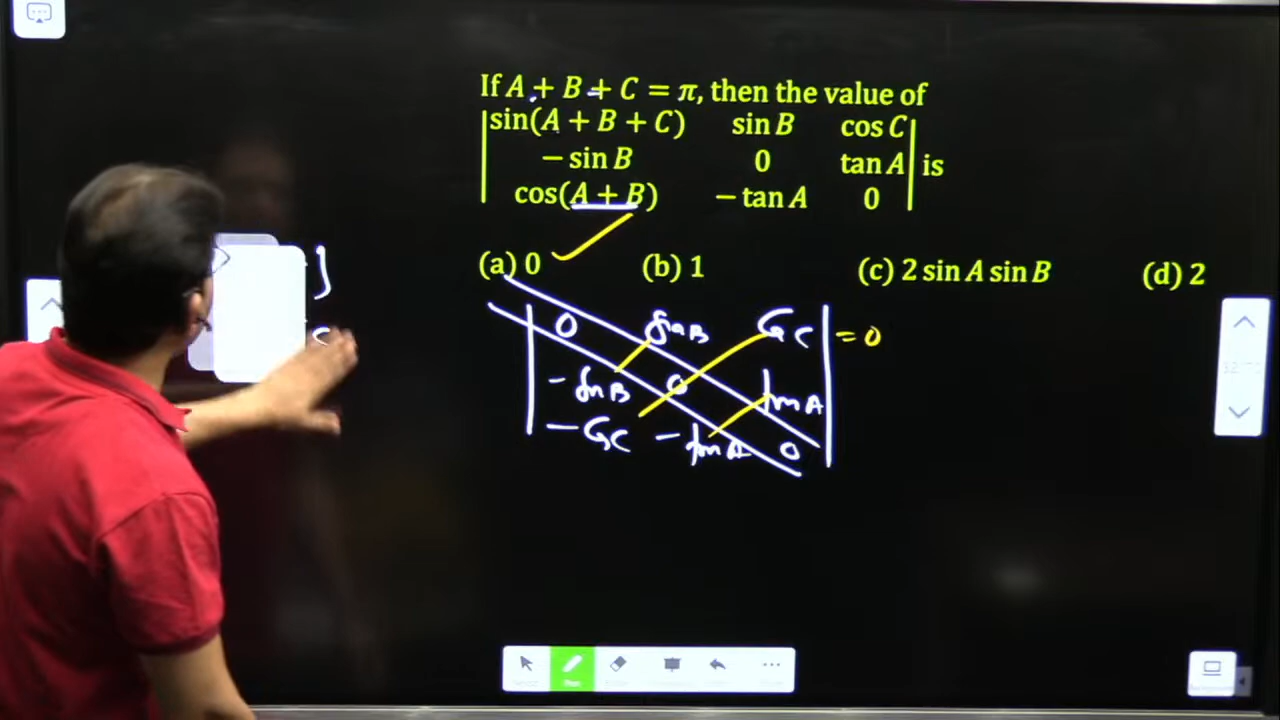 If A + B + C = π, then the value of
|sin(A + B + C) sin B cos C|
|− sin B 0 tan A| is
|cos(A + B) − tan A 0|
(a) 0 (b) 1 (c) 2 sin A sin B (d) 2
0 sin B Cos C = 0
- sin B 0 tan A
- Cos C - tan A 0